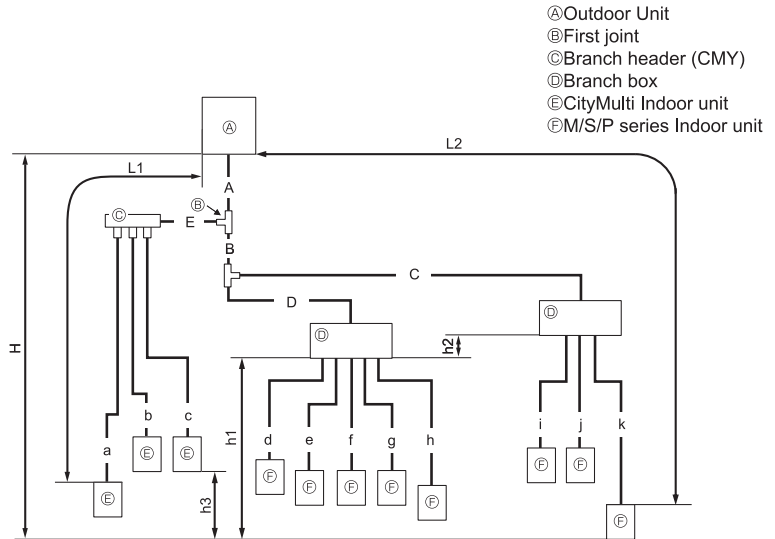 ⒶOutdoor Unit
ⒷFirst joint
ⒸBranch header (CMY)
ⒹBranch box
ⒺCityMulti Indoor unit
ⒻM/S/P series Indoor unit
Ⓐ
L2
L1
A
Ⓑ
Ⓒ
E
B
C
D
Ⓓ
Ⓓ
h2
H
h1
a
b
c
d
e
f
g
h
i
j
k
Ⓔ
Ⓔ
Ⓔ
Ⓕ
Ⓕ
Ⓕ
Ⓕ
Ⓕ
Ⓕ
Ⓕ
Ⓕ
h3